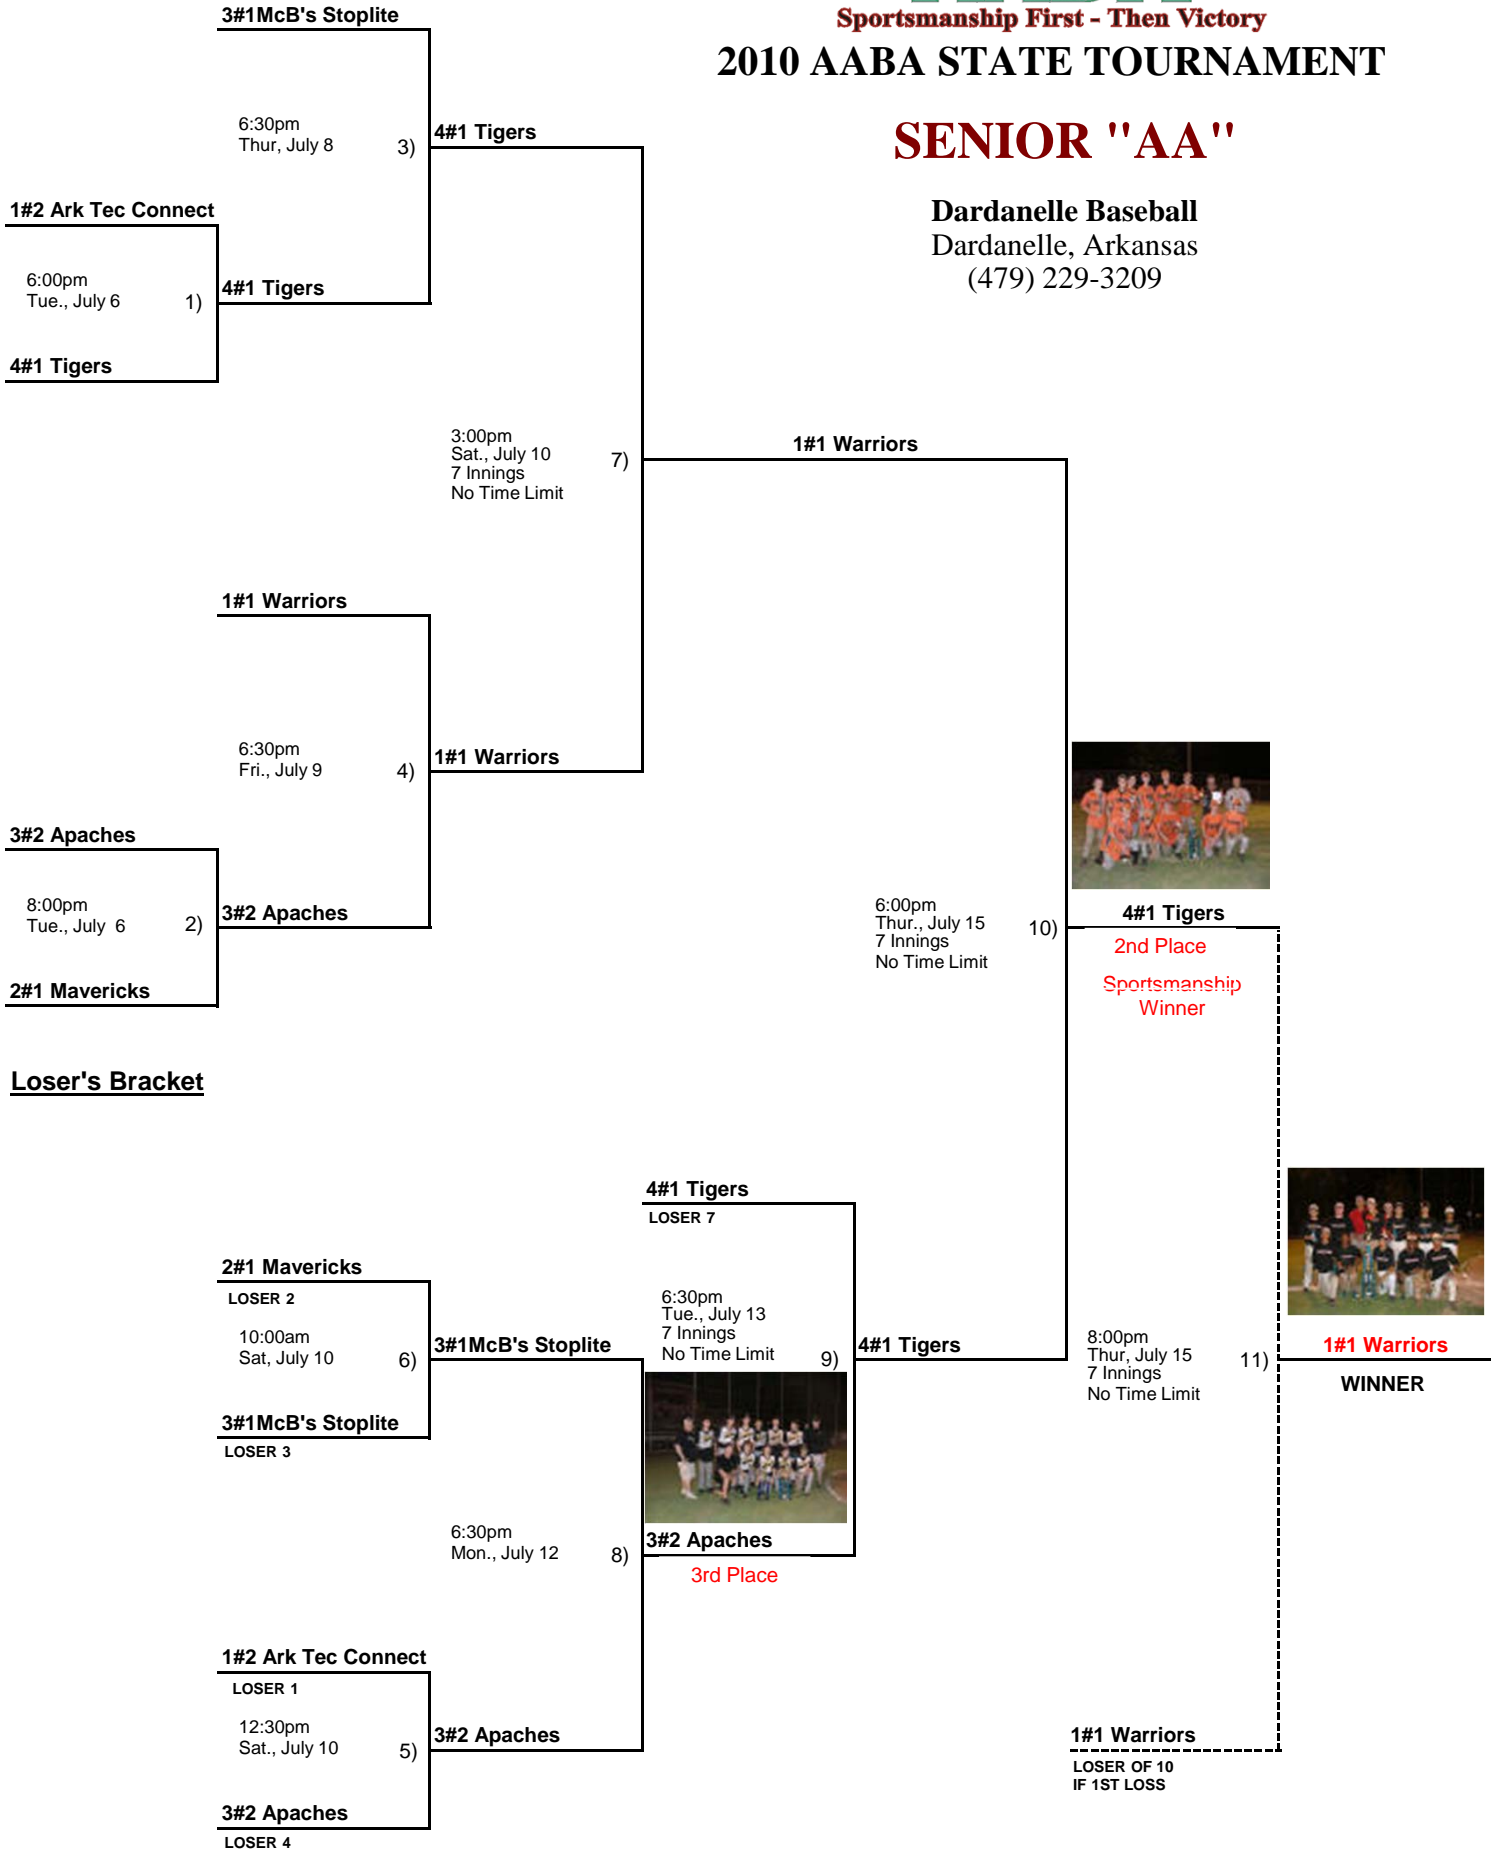 3#1McB's Stoplite
Sportsmanship First - Then Victory
2010 AABA STATE TOURNAMENT
SENIOR "AA"
Dardanelle Baseball
Dardanelle, Arkansas
(479) 229-3209
6:30pm
Thur, July 8
3)
4#1 Tigers
1#2 Ark Tec Connect
6:00pm
Tue., July 6
1)
4#1 Tigers
4#1 Tigers
3:00pm
Sat., July 10
7 Innings
No Time Limit
7)
1#1 Warriors
1#1 Warriors
6:30pm
Fri., July 9
4)
1#1 Warriors
3#2 Apaches
8:00pm
Tue., July 6
2)
3#2 Apaches
2#1 Mavericks
6:00pm
Thur., July 15
7 Innings
No Time Limit
10)
4#1 Tigers
2nd Place
Sportsmanship
Winner
Loser's Bracket
4#1 Tigers
LOSER 7
2#1 Mavericks
LOSER 2
10:00am
Sat, July 10
6)
3#1McB's Stoplite
6:30pm
Tue., July 13
7 Innings
No Time Limit
9)
4#1 Tigers
8:00pm
Thur, July 15
7 Innings
No Time Limit
11)
1#1 Warriors
WINNER
3#1McB's Stoplite
LOSER 3
6:30pm
Mon., July 12
8)
3#2 Apaches
3rd Place
1#2 Ark Tec Connect
LOSER 1
12:30pm
Sat., July 10
5)
3#2 Apaches
1#1 Warriors
LOSER OF 10
IF 1ST LOSS
3#2 Apaches
LOSER 4